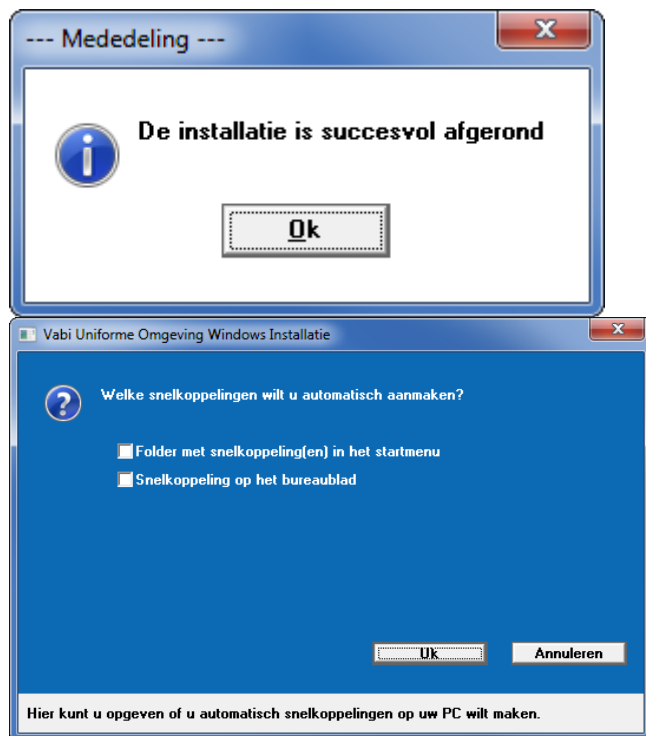 --- Mededeling ---
De installatie is succesvol afgerond
Ok
Vabi Uniforme Omgeving Windows Installatie
Welke snelkoppelingen wilt u automatisch aanmaken?
Folder met snelkoppeling(en) in het startmenu
Snelkoppeling op het bureaublad
Ok Annuleren
Hier kunt u opgeven of u automatisch snelkoppelingen op uw PC wilt maken.